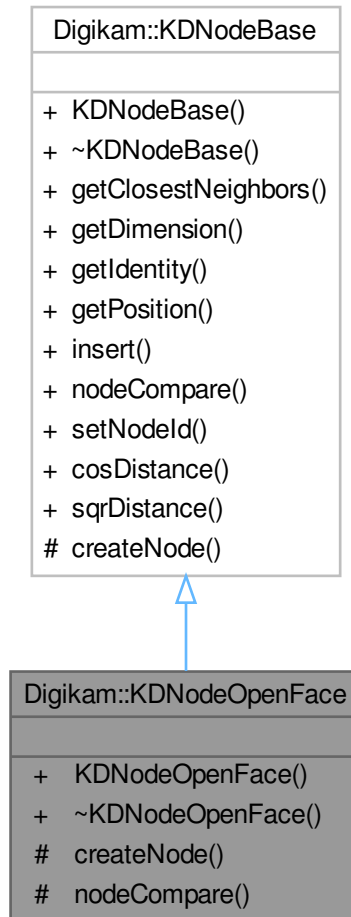 Digikam::KDNodeBase
+ KDNodeBase()
+ ~KDNodeBase()
+ getClosestNeighbors()
+ getDimension()
+ getIdentity()
+ getPosition()
+ insert()
+ nodeCompare()
+ setNodeId()
+ cosDistance()
+ sqrDistance()
# createNode()
Digikam::KDNodeOpenFace
+ KDNodeOpenFace()
+ ~KDNodeOpenFace()
# createNode()
# nodeCompare()